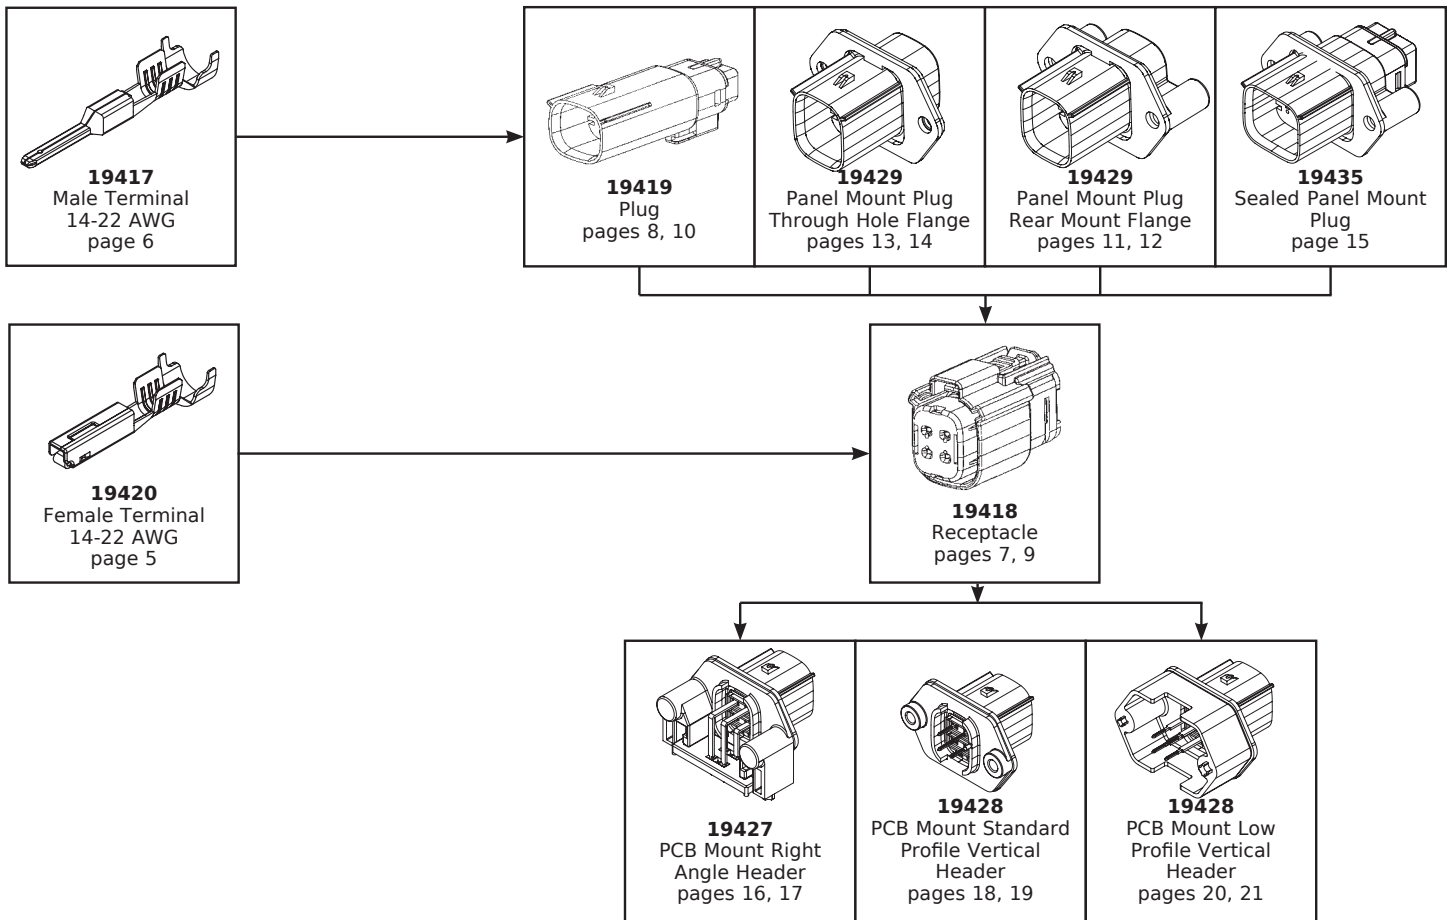 19417
Male Terminal
14-22 AWG
page 6
19419
Plug
pages 8, 10
19429
Panel Mount Plug
Through Hole Flange
pages 13, 14
19429
Panel Mount Plug
Rear Mount Flange
pages 11, 12
19435
Sealed Panel Mount
Plug
page 15
19420
Female Terminal
14-22 AWG
page 5
19418
Receptacle
pages 7, 9
19427
PCB Mount Right
Angle Header
pages 16, 17
19428
PCB Mount Standard
Profile Vertical
Header
pages 18, 19
19428
PCB Mount Low
Profile Vertical
Header
pages 20, 21